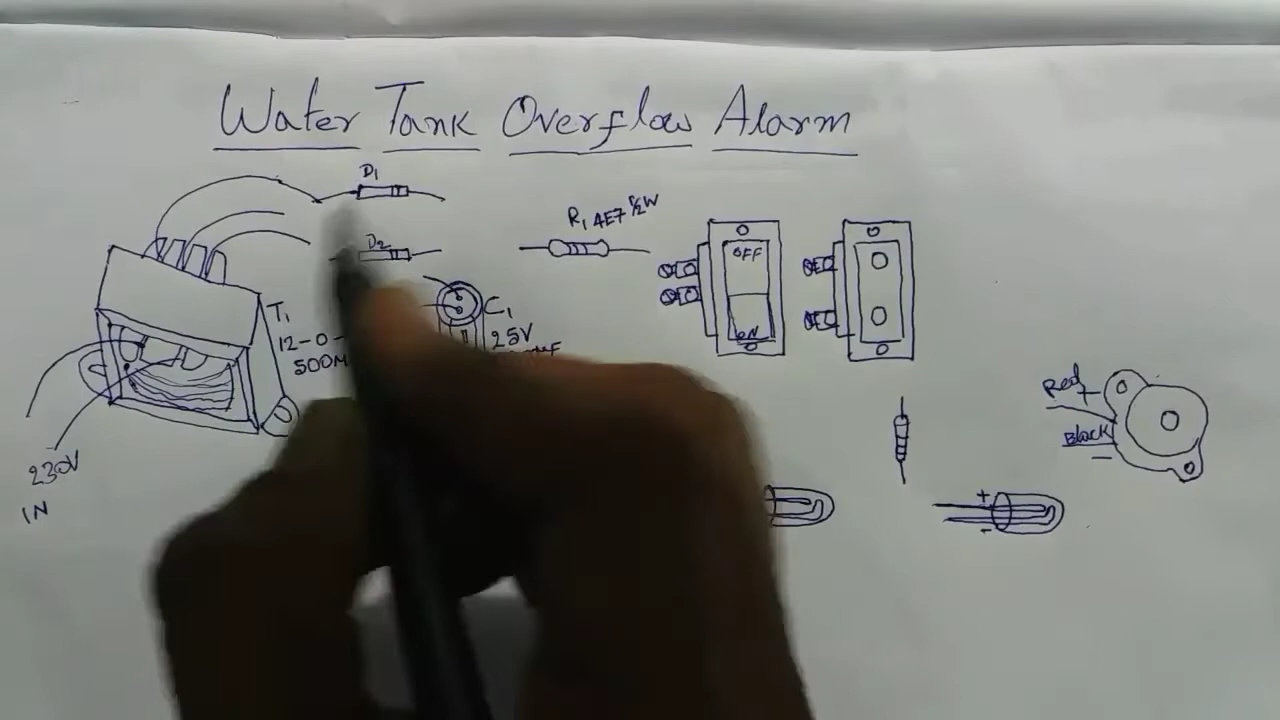 Water Tank Overflow Alarm
D1
D2
R1 4E7 1/2W
OFF
ON
T1
12-0-
500M
C1
25V
Red
+
Black
-
230V
IN
+
-